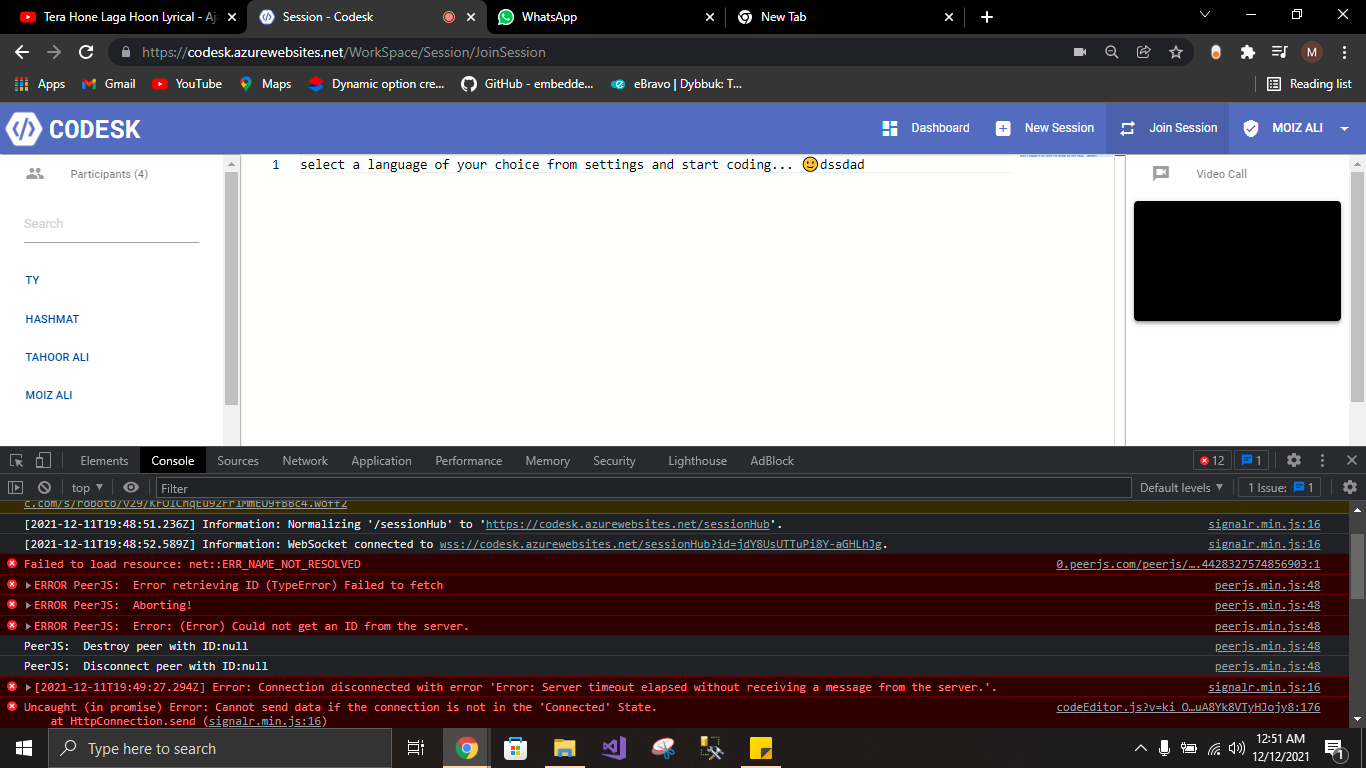 Tera Hone Laga Hoon Lyrical - Aj
Session - Codesk
WhatsApp
New Tab
https://codesk.azurewebsites.net/WorkSpace/Session/JoinSession
M
Apps
Gmail
YouTube
Maps
Dynamic option cre...
GitHub - embedde...
eBravo | Dybbuk: T...
Reading list
CODESK
Dashboard
New Session
Join Session
MOIZ ALI
Participants (4)
Search
TY
HASHMAT
TAHOOR ALI
MOIZ ALI
1 select a language of your choice from settings and start coding... 🙂dssdad
Video Call
Elements
Console
Sources
Network
Application
Performance
Memory
Security
Lighthouse
AdBlock
12
1
top
Filter
Default levels
1 Issue: 1
[2021-12-11T19:48:51.236Z] Information: Normalizing '/sessionHub' to 'https://codesk.azurewebsites.net/sessionHub'. signalr.min.js:16
[2021-12-11T19:48:52.589Z] Information: WebSocket connected to wss://codesk.azurewebsites.net/sessionHub?id=jdY8UsUTTuPi8Y-aGHLhJg. signalr.min.js:16
Failed to load resource: net::ERR_NAME_NOT_RESOLVED 0.peerjs.com/peerjs/….4428327574856903:1
ERROR PeerJS: Error retrieving ID (TypeError) Failed to fetch peerjs.min.js:48
ERROR PeerJS: Aborting! peerjs.min.js:48
ERROR PeerJS: Error: (Error) Could not get an ID from the server. peerjs.min.js:48
PeerJS: Destroy peer with ID:null peerjs.min.js:48
PeerJS: Disconnect peer with ID:null peerjs.min.js:48
[2021-12-11T19:49:27.294Z] Error: Connection disconnected with error 'Error: Server timeout elapsed without receiving a message from the server.'. signalr.min.js:16
Uncaught (in promise) Error: Cannot send data if the connection is not in the 'Connected' State. codeEditor.js?v=ki_O…uA8Yk8VTyHJojy8:176
at HttpConnection.send (signalr.min.js:16)
Type here to search
12:51 AM
12/12/2021
1